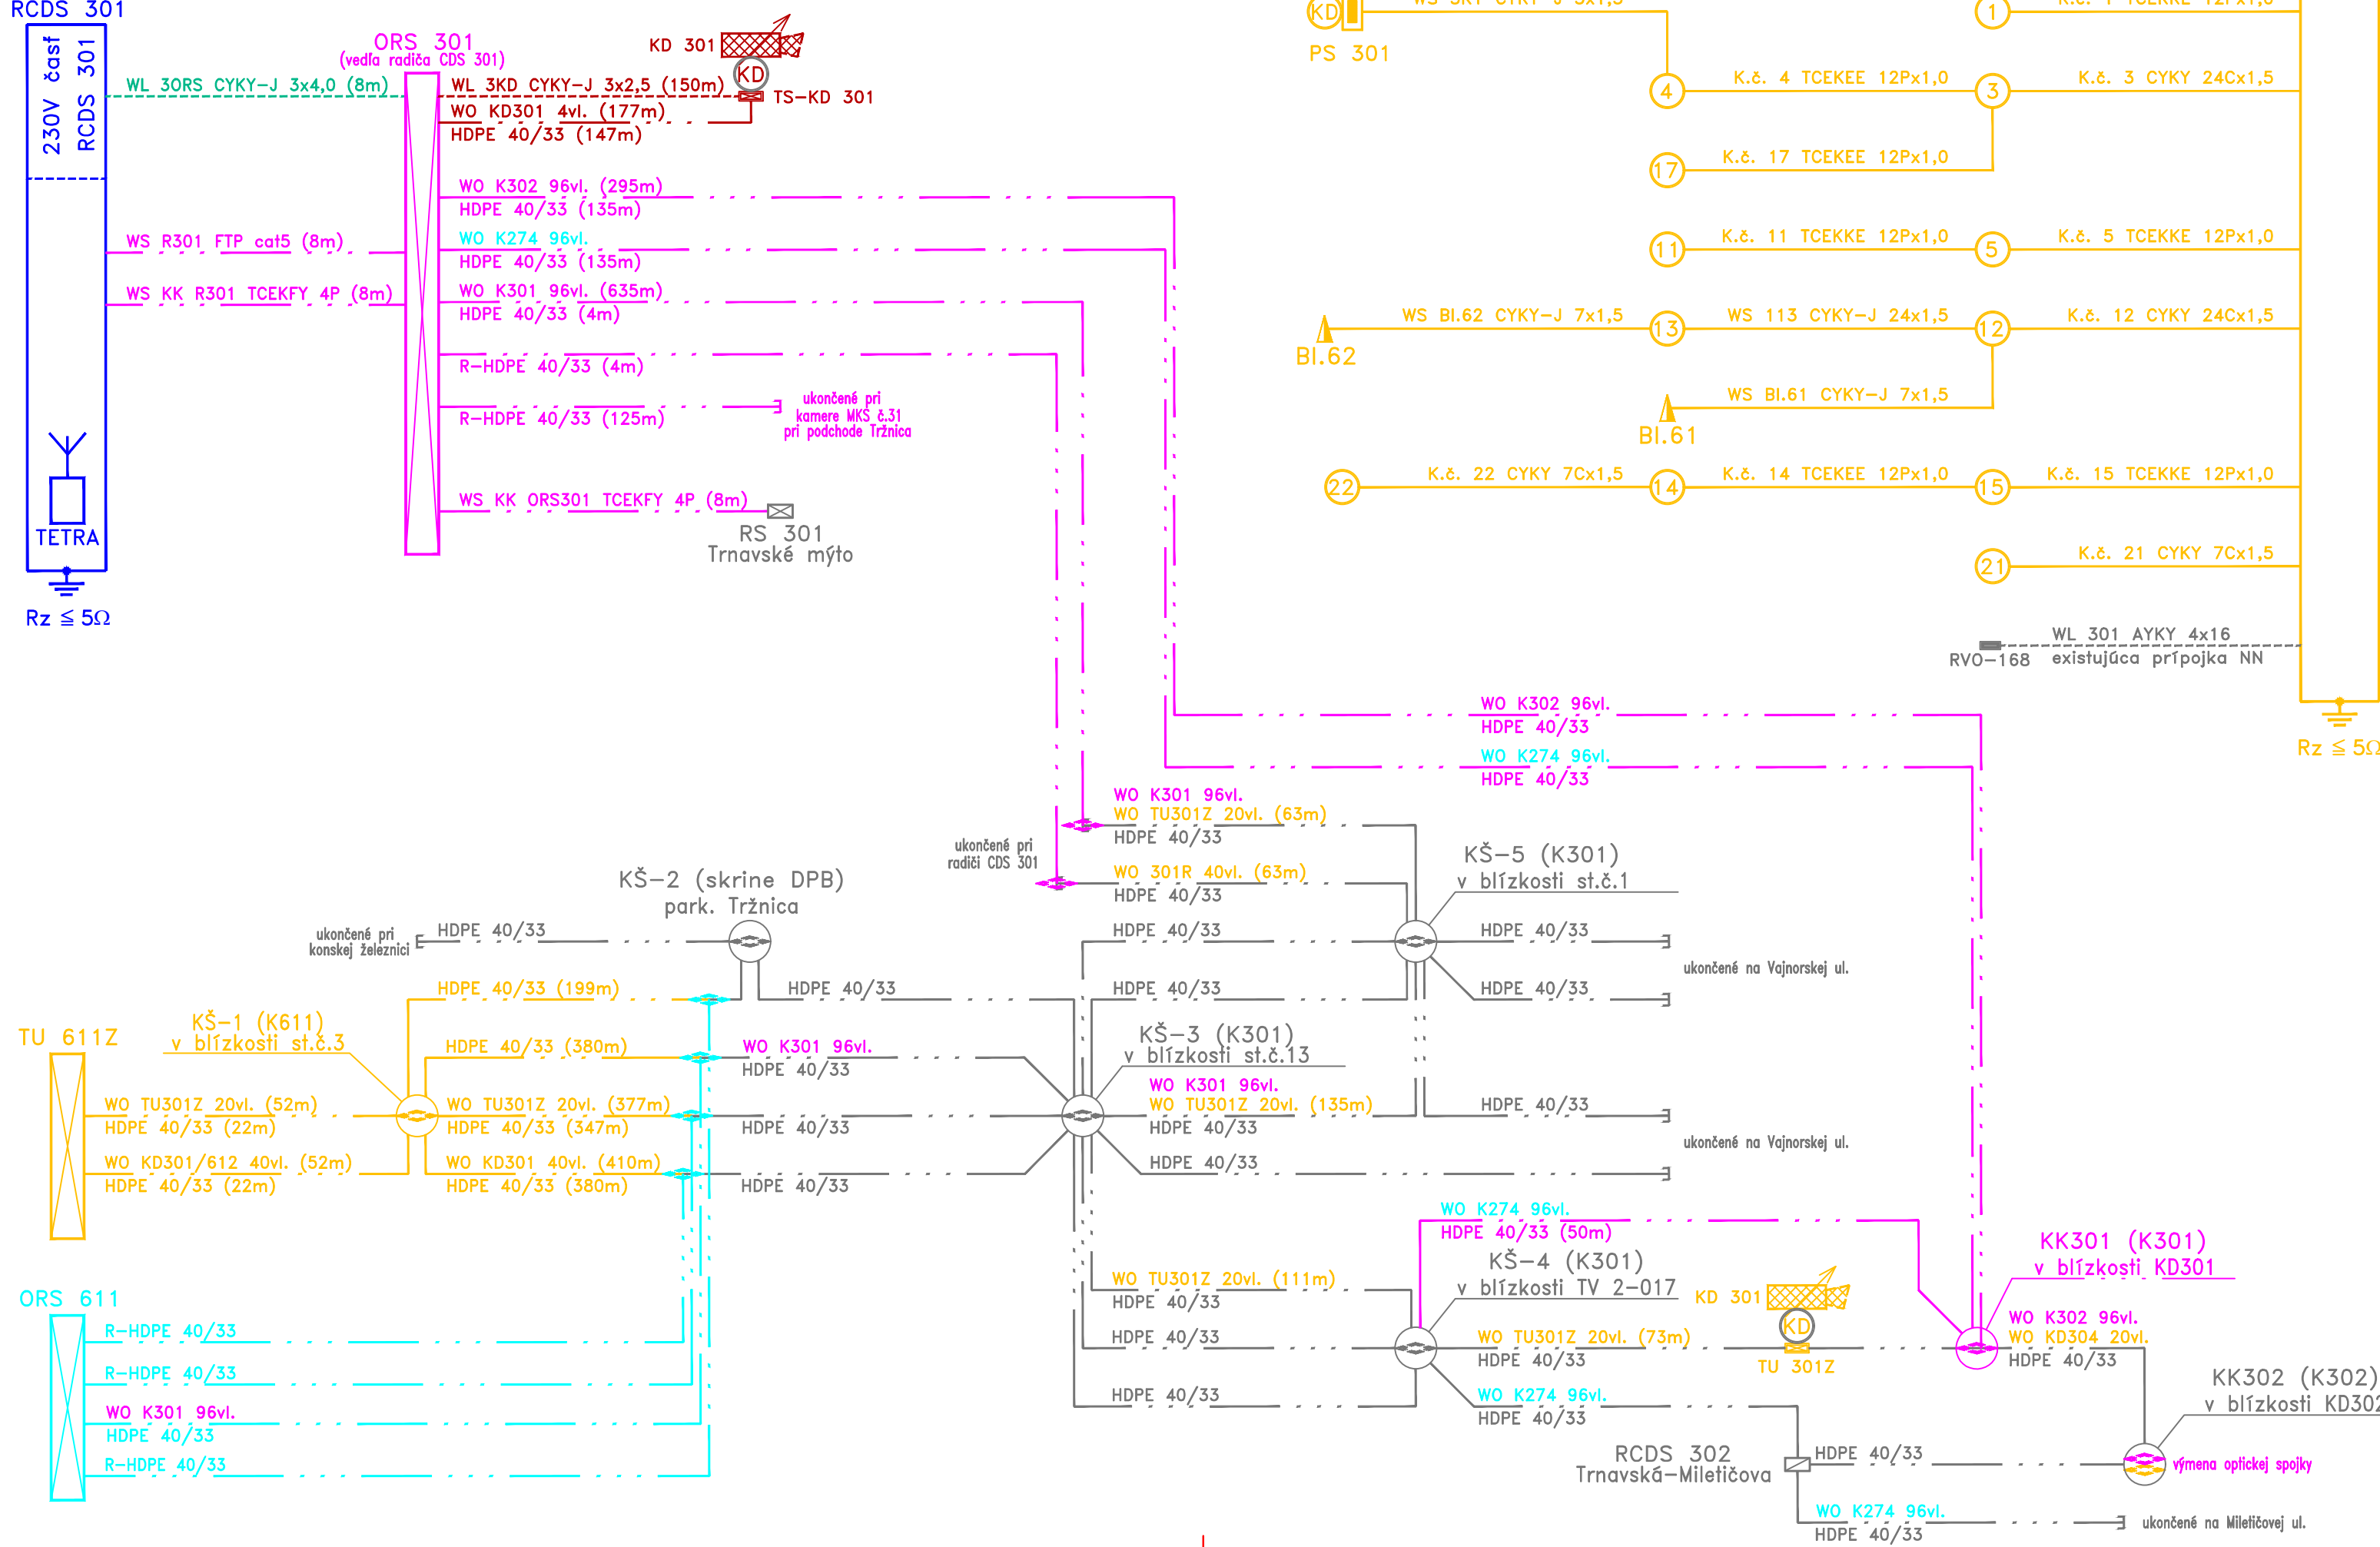 RCDS 301
230V časť
RCDS 301
TETRA
Rz ≦ 5Ω
WL 3ORS CYKY-J 3x4,0 (8m)
WS R301 FTP cat5 (8m)
WS KK R301 TCEKFY 4P (8m)
ORS 301
(vedľa radiča CDS 301)
KD 301
KD
TS-KD 301
WL 3KD CYKY-J 3x2,5 (150m)
WO KD301 4vl. (177m)
HDPE 40/33 (147m)
WO K302 96vl. (295m)
HDPE 40/33 (135m)
WO K274 96vl.
HDPE 40/33 (135m)
WO K301 96vl. (635m)
HDPE 40/33 (4m)
R-HDPE 40/33 (4m)
R-HDPE 40/33 (125m)
ukončené pri
kamere MKS č.31
pri podchode Tržnica
WS KK ORS301 TCEKFY 4P (8m)
RS 301
Trnavské mýto
KD
PS 301
1
4
K.č. 4 TCEKEE 12Px1,0
3
K.č. 3 CYKY 24Cx1,5
17
K.č. 17 TCEKEE 12Px1,0
11
K.č. 11 TCEKKE 12Px1,0
5
K.č. 5 TCEKKE 12Px1,0
BI.62
WS BI.62 CYKY-J 7x1,5
13
WS 113 CYKY-J 24x1,5
12
K.č. 12 CYKY 24Cx1,5
BI.61
WS BI.61 CYKY-J 7x1,5
22
K.č. 22 CYKY 7Cx1,5
14
K.č. 14 TCEKEE 12Px1,0
15
K.č. 15 TCEKKE 12Px1,0
21
K.č. 21 CYKY 7Cx1,5
RVO-168
WL 301 AYKY 4x16
existujúca prípojka NN
Rz ≦ 5Ω
WO K302 96vl.
HDPE 40/33
WO K274 96vl.
HDPE 40/33
WO K301 96vl.
WO TU301Z 20vl. (63m)
HDPE 40/33
ukončené pri
radiči CDS 301
WO 301R 40vl. (63m)
HDPE 40/33
KŠ-5 (K301)
v blízkosti st.č.1
HDPE 40/33
HDPE 40/33
ukončené na Vajnorskej ul.
HDPE 40/33
HDPE 40/33
KŠ-2 (skrine DPB)
park. Tržnica
ukončené pri
konskej železnici
HDPE 40/33
HDPE 40/33
KŠ-3 (K301)
v blízkosti st.č.13
WO K301 96vl.
WO TU301Z 20vl. (135m)
HDPE 40/33
HDPE 40/33
HDPE 40/33
ukončené na Vajnorskej ul.
TU 611Z
KŠ-1 (K611)
v blízkosti st.č.3
HDPE 40/33 (199m)
HDPE 40/33 (380m)
WO K301 96vl.
HDPE 40/33
WO TU301Z 20vl. (52m)
HDPE 40/33 (22m)
WO TU301Z 20vl. (377m)
HDPE 40/33 (347m)
HDPE 40/33
WO KD301/612 40vl. (52m)
HDPE 40/33 (22m)
WO KD301 40vl. (410m)
HDPE 40/33 (380m)
HDPE 40/33
ORS 611
R-HDPE 40/33
R-HDPE 40/33
WO K301 96vl.
HDPE 40/33
R-HDPE 40/33
WO K274 96vl.
HDPE 40/33 (50m)
KŠ-4 (K301)
v blízkosti TV 2-017
WO TU301Z 20vl. (111m)
HDPE 40/33
HDPE 40/33
HDPE 40/33
WO TU301Z 20vl. (73m)
HDPE 40/33
KD 301
KD
TU 301Z
WO K274 96vl.
HDPE 40/33
KK301 (K301)
v blízkosti KD301
WO K302 96vl.
WO KD304 20vl.
HDPE 40/33
KK302 (K302)
v blízkosti KD302
RCDS 302
Trnavská-Miletičova
HDPE 40/33
výmena optickej spojky
WO K274 96vl.
HDPE 40/33
ukončené na Miletičovej ul.